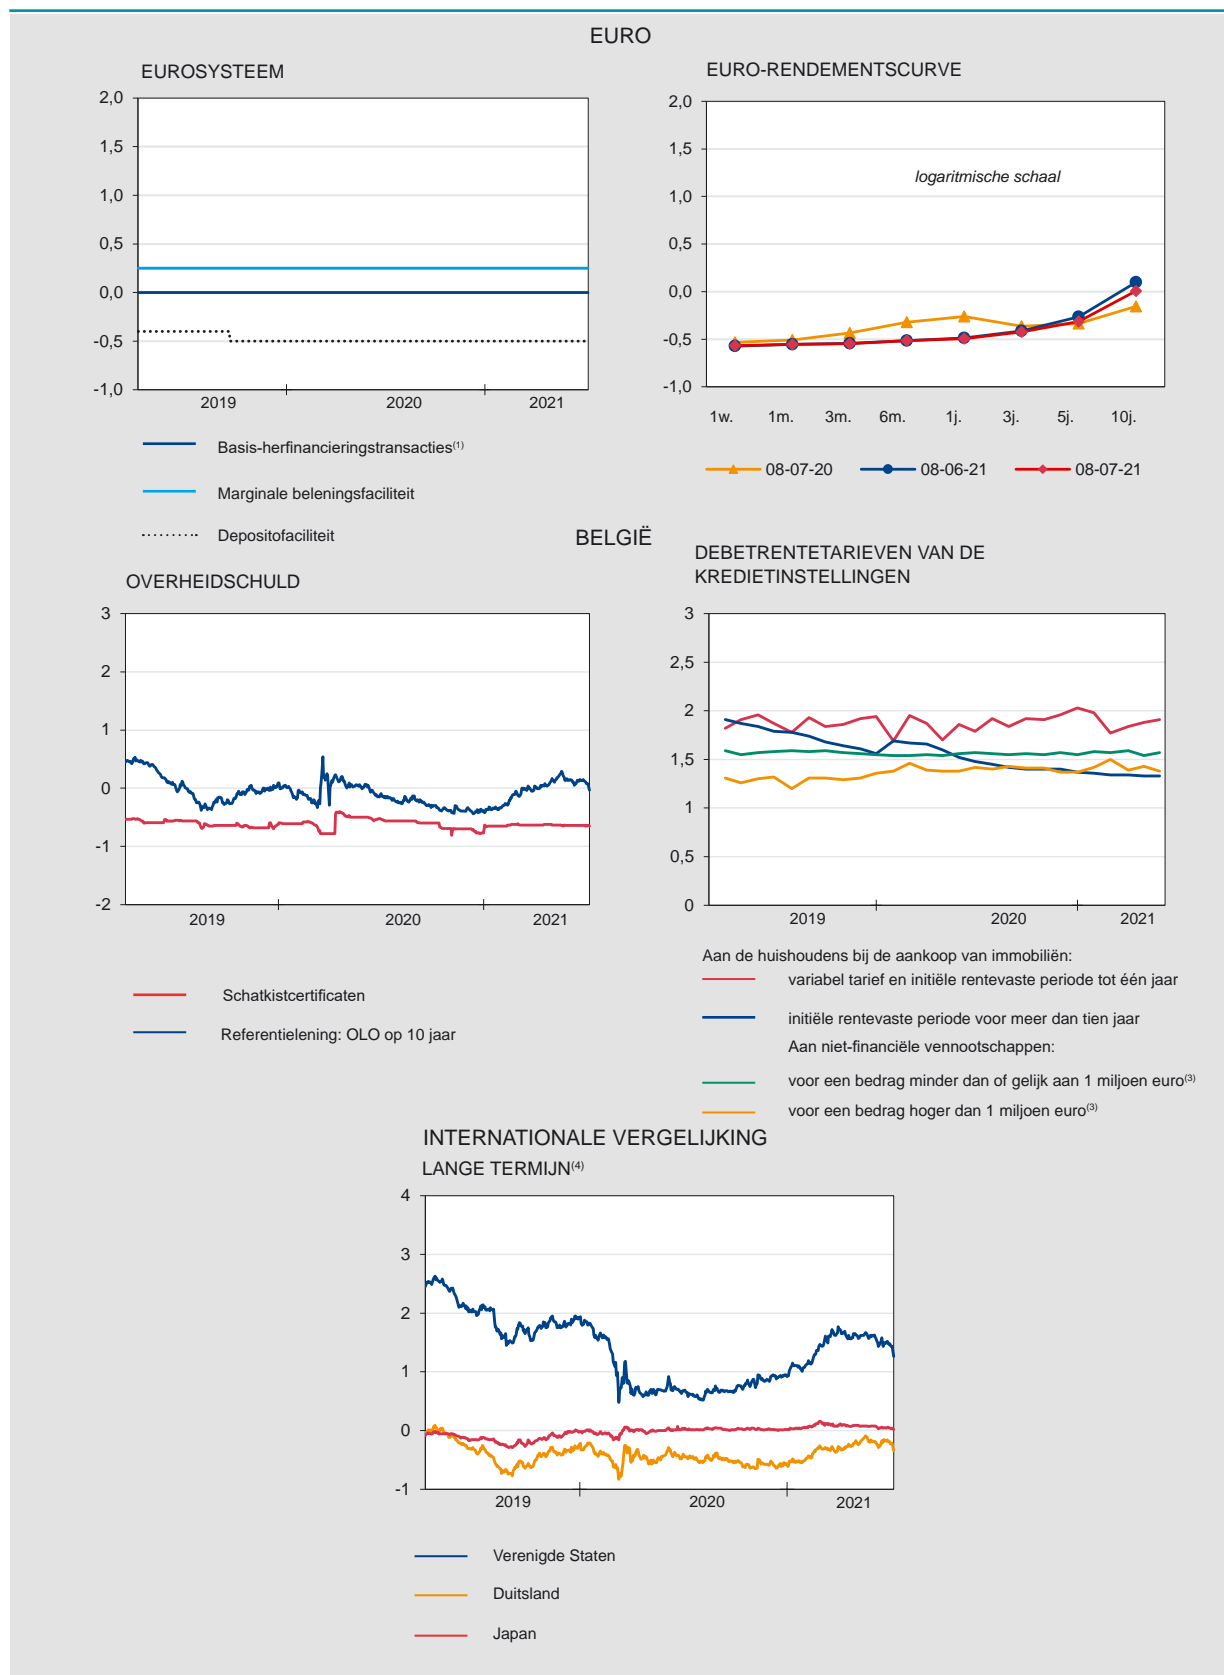 EURO
EUROSYSTEEM
2,0
1,5
1,0
0,5
0,0
-0,5
-1,0
2019 2020 2021
Basis-herfinancieringstransacties(1)
Marginale beleningsfaciliteit
Depositofaciliteit
EURO-RENDEMENTSCURVE
2,0
1,5
1,0
0,5
0,0
-0,5
-1,0
logaritmische schaal
1w. 1m. 3m. 6m. 1j. 3j. 5j. 10j.
08-07-20 08-06-21 08-07-21
BELGIË
OVERHEIDSCHULD
3
2
1
0
-1
-2
2019 2020 2021
Schatkistcertificaten
Referentielening: OLO op 10 jaar
DEBETRENTETARIEVEN VAN DE
KREDIETINSTELLINGEN
3
2,5
2
1,5
1
0,5
0
2019 2020 2021
Aan de huishoudens bij de aankoop van immobiliën:
variabel tarief en initiële rentevaste periode tot één jaar
initiële rentevaste periode voor meer dan tien jaar
Aan niet-financiële vennootschappen:
voor een bedrag minder dan of gelijk aan 1 miljoen euro(3)
voor een bedrag hoger dan 1 miljoen euro(3)
INTERNATIONALE VERGELIJKING
LANGE TERMIJN(4)
4
3
2
1
0
-1
2019 2020 2021
Verenigde Staten
Duitsland
Japan